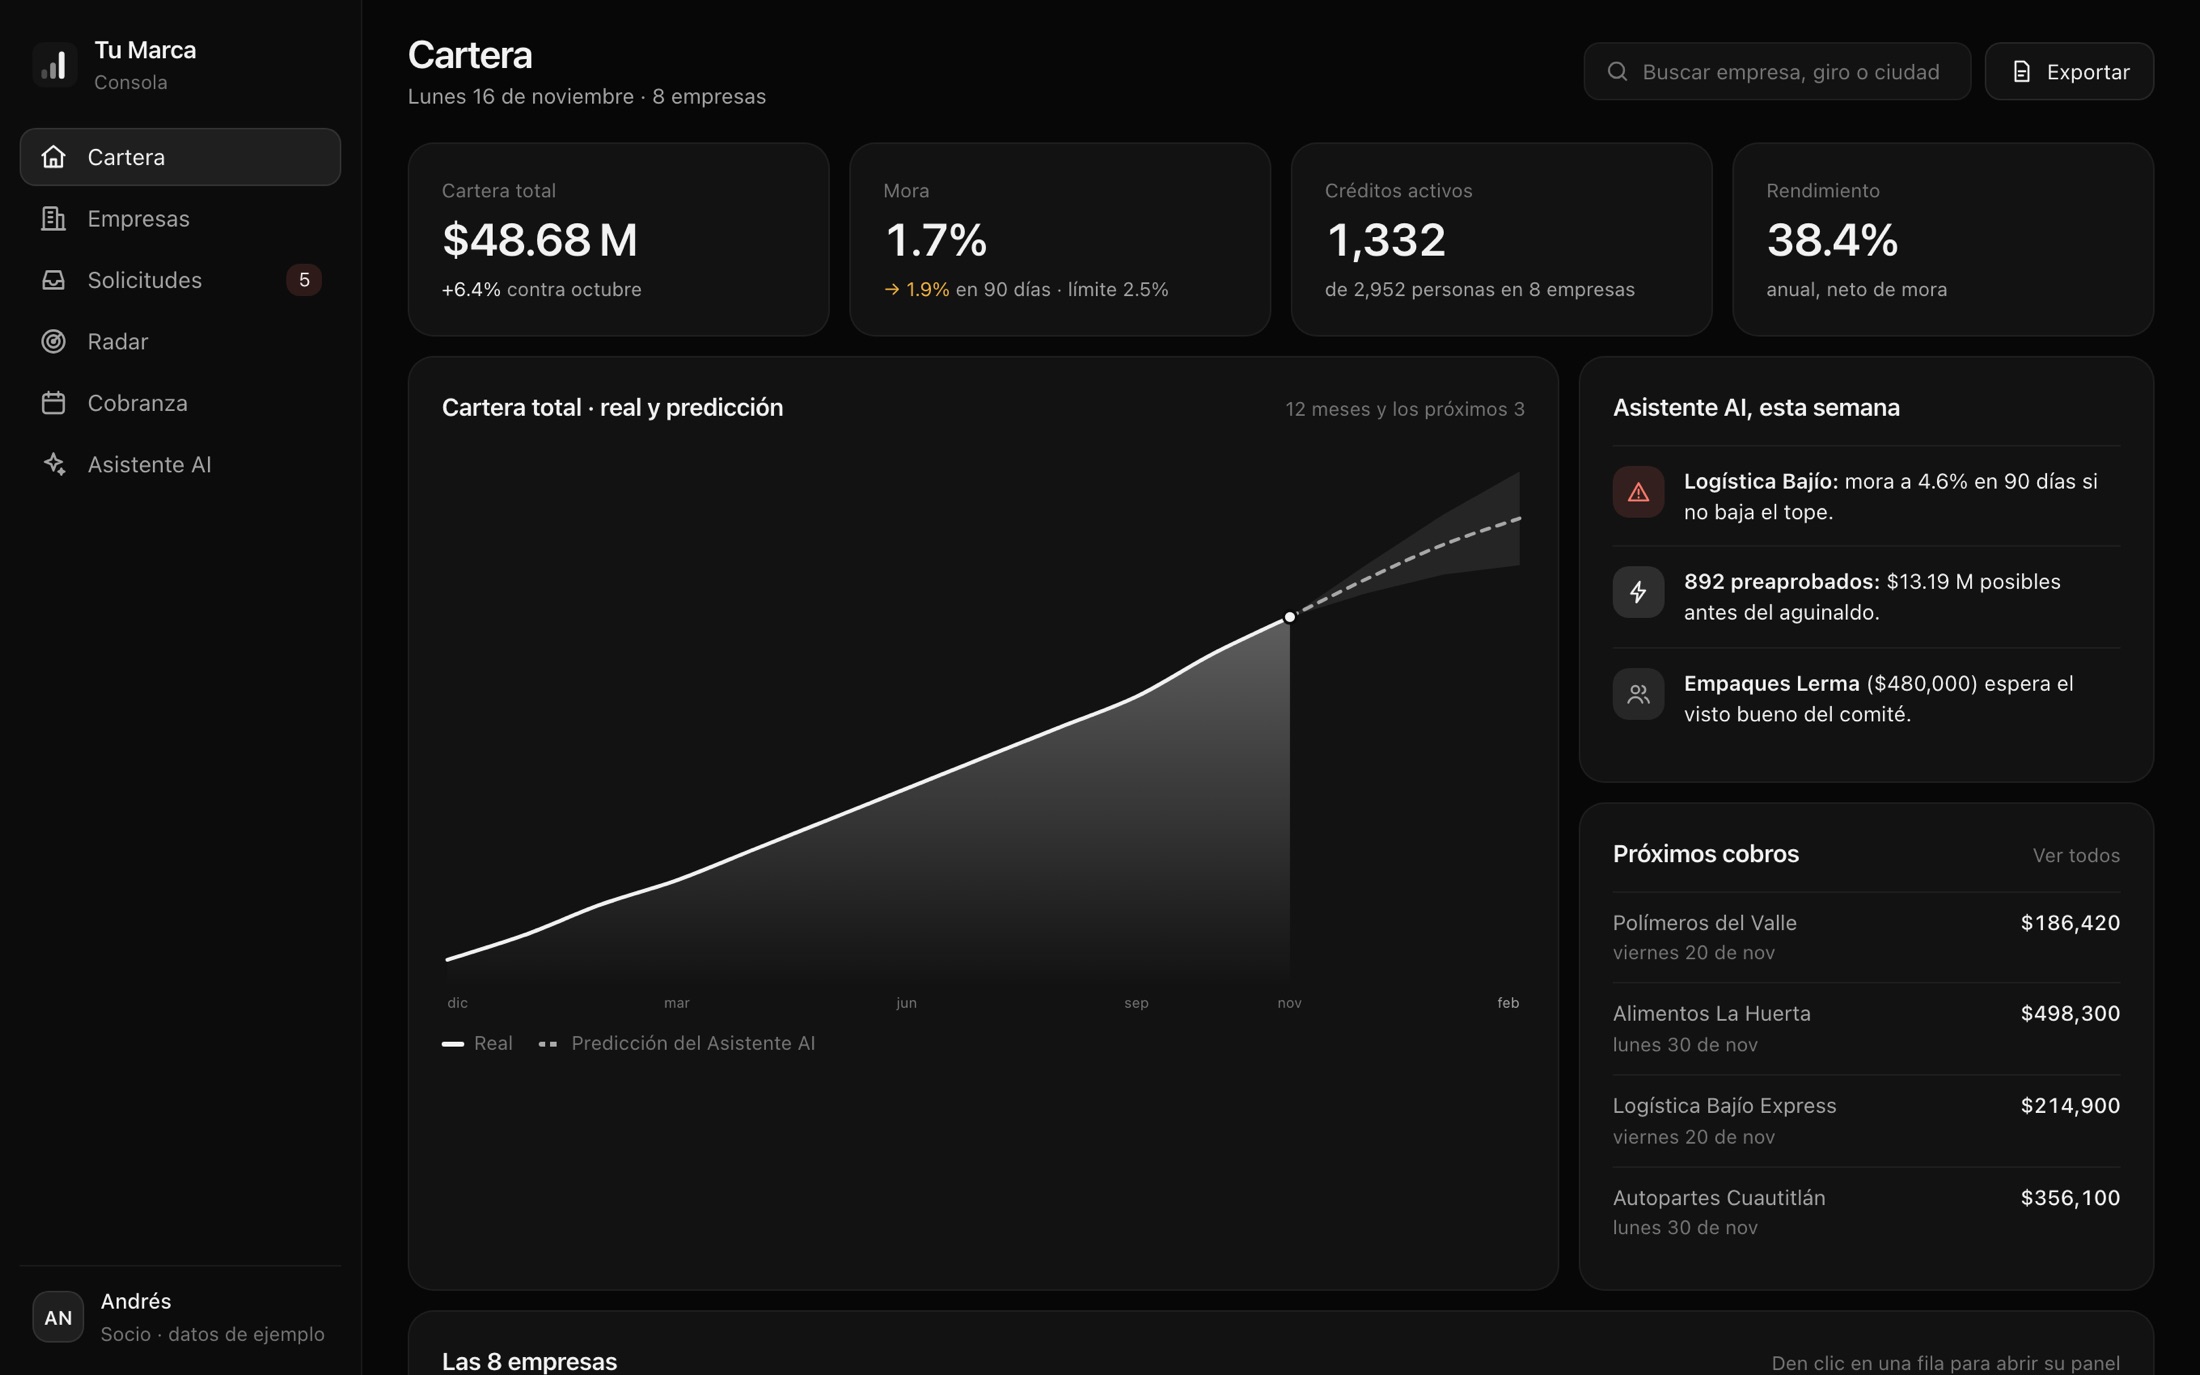 Tu Marca
Consola
Cartera
Empresas
Solicitudes 5
Radar
Cobranza
Asistente AI
AN
Andrés
Socio · datos de ejemplo
Cartera
Lunes 16 de noviembre · 8 empresas
Buscar empresa, giro o ciudad
Exportar
Cartera total
$48.68 M
+6.4% contra octubre
Mora
1.7%
→ 1.9% en 90 días · límite 2.5%
Créditos activos
1,332
de 2,952 personas en 8 empresas
Rendimiento
38.4%
anual, neto de mora
Cartera total · real y predicción
12 meses y los próximos 3
dic mar jun sep nov feb
Real Predicción del Asistente AI
Asistente AI, esta semana
Logística Bajío: mora a 4.6% en 90 días si
no baja el tope.
892 preaprobados: $13.19 M posibles
antes del aguinaldo.
Empaques Lerma ($480,000) espera el
visto bueno del comité.
Próximos cobros
Ver todos
Polímeros del Valle $186,420
viernes 20 de nov
Alimentos La Huerta $498,300
lunes 30 de nov
Logística Bajío Express $214,900
viernes 20 de nov
Autopartes Cuautitlán $356,100
lunes 30 de nov
Las 8 empresas
Den clic en una fila para abrir su panel